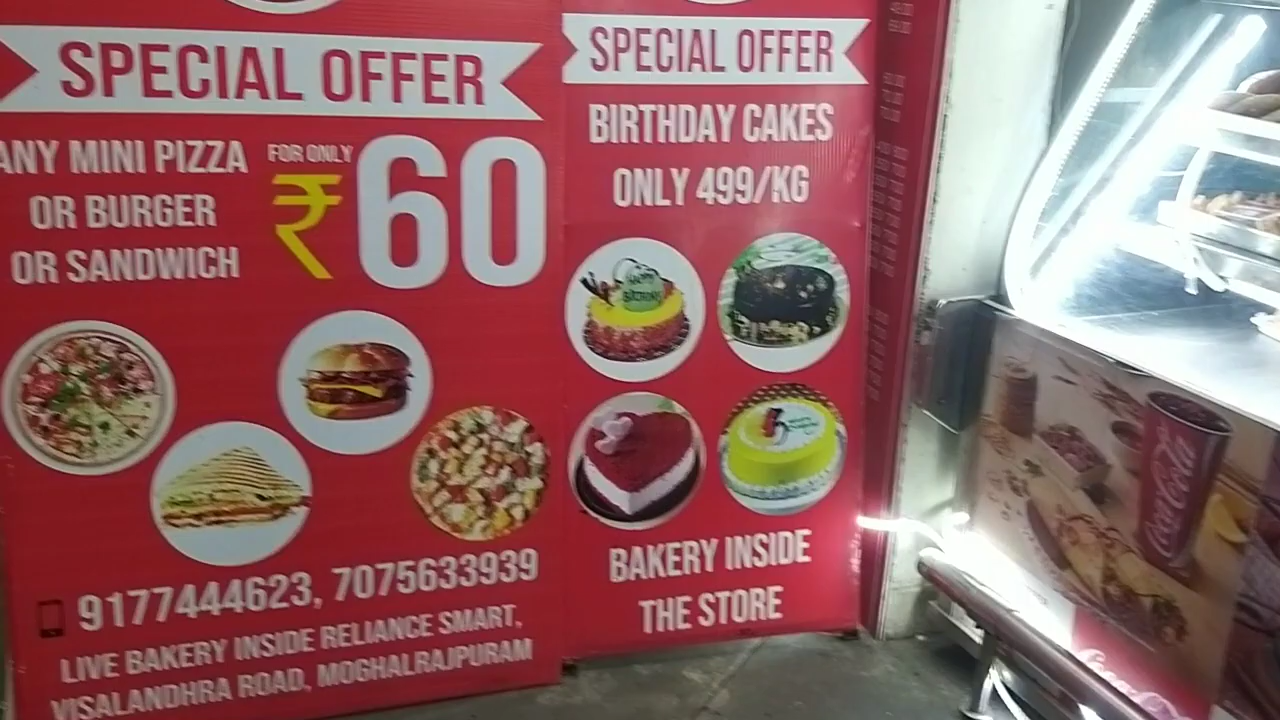 SPECIAL OFFER
ANY MINI PIZZA
OR BURGER
OR SANDWICH
FOR ONLY
₹60
9177444623, 7075633939
LIVE BAKERY INSIDE RELIANCE SMART,
VISALANDHRA ROAD, MOGHALRAJPURAM
SPECIAL OFFER
BIRTHDAY CAKES
ONLY 499/KG
BAKERY INSIDE
THE STORE
Coca-Cola